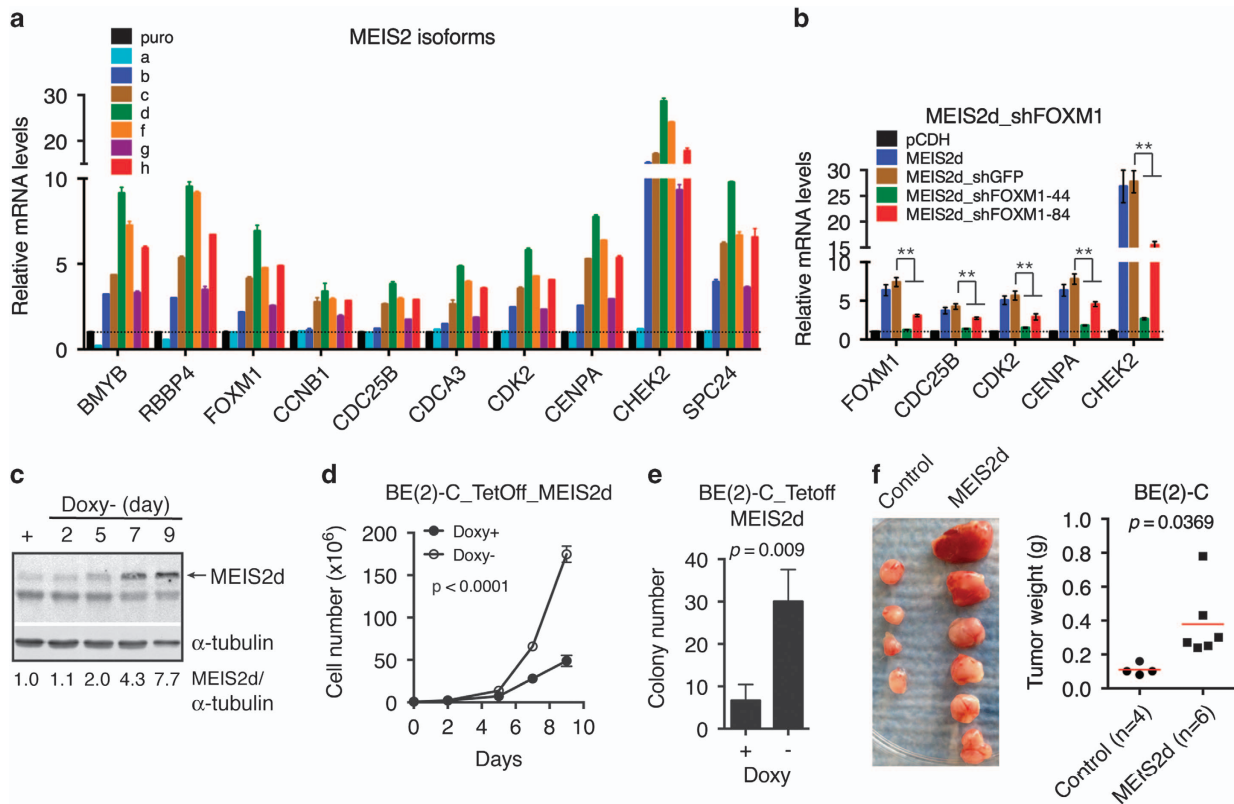 a
MEIS2 isoforms
puro
a
b
c
d
f
g
h
Relative mRNA levels
30
20
10
5
0
BMYB
RBBP4
FOXM1
CCNB1
CDC25B
CDCA3
CDK2
CENPA
CHEK2
SPC24
b
MEIS2d_shFOXM1
pCDH
MEIS2d
MEIS2d_shGFP
MEIS2d_shFOXM1-44
MEIS2d_shFOXM1-84
Relative mRNA levels
30
25
20
15
10
5
0
** ** ** ** **
FOXM1
CDC25B
CDK2
CENPA
CHEK2
c
Doxy- (day)
+ 2 5 7 9
←MEIS2d
α-tubulin
1.0 1.1 2.0 4.3 7.7 MEIS2d/
α-tubulin
d
BE(2)-C_TetOff_MEIS2d
Doxy+
Doxy-
p < 0.0001
Cell number (x10⁶)
200
150
100
50
0
0 2 4 6 8 10
Days
e
BE(2)-C_Tetoff
MEIS2d
p = 0.009
Colony number
40
30
20
10
0
+ -
Doxy
f
Control
MEIS2d
BE(2)-C
p = 0.0369
Tumor weight (g)
1.0
0.8
0.6
0.4
0.2
0.0
Control (n=4)
MEIS2d (n=6)